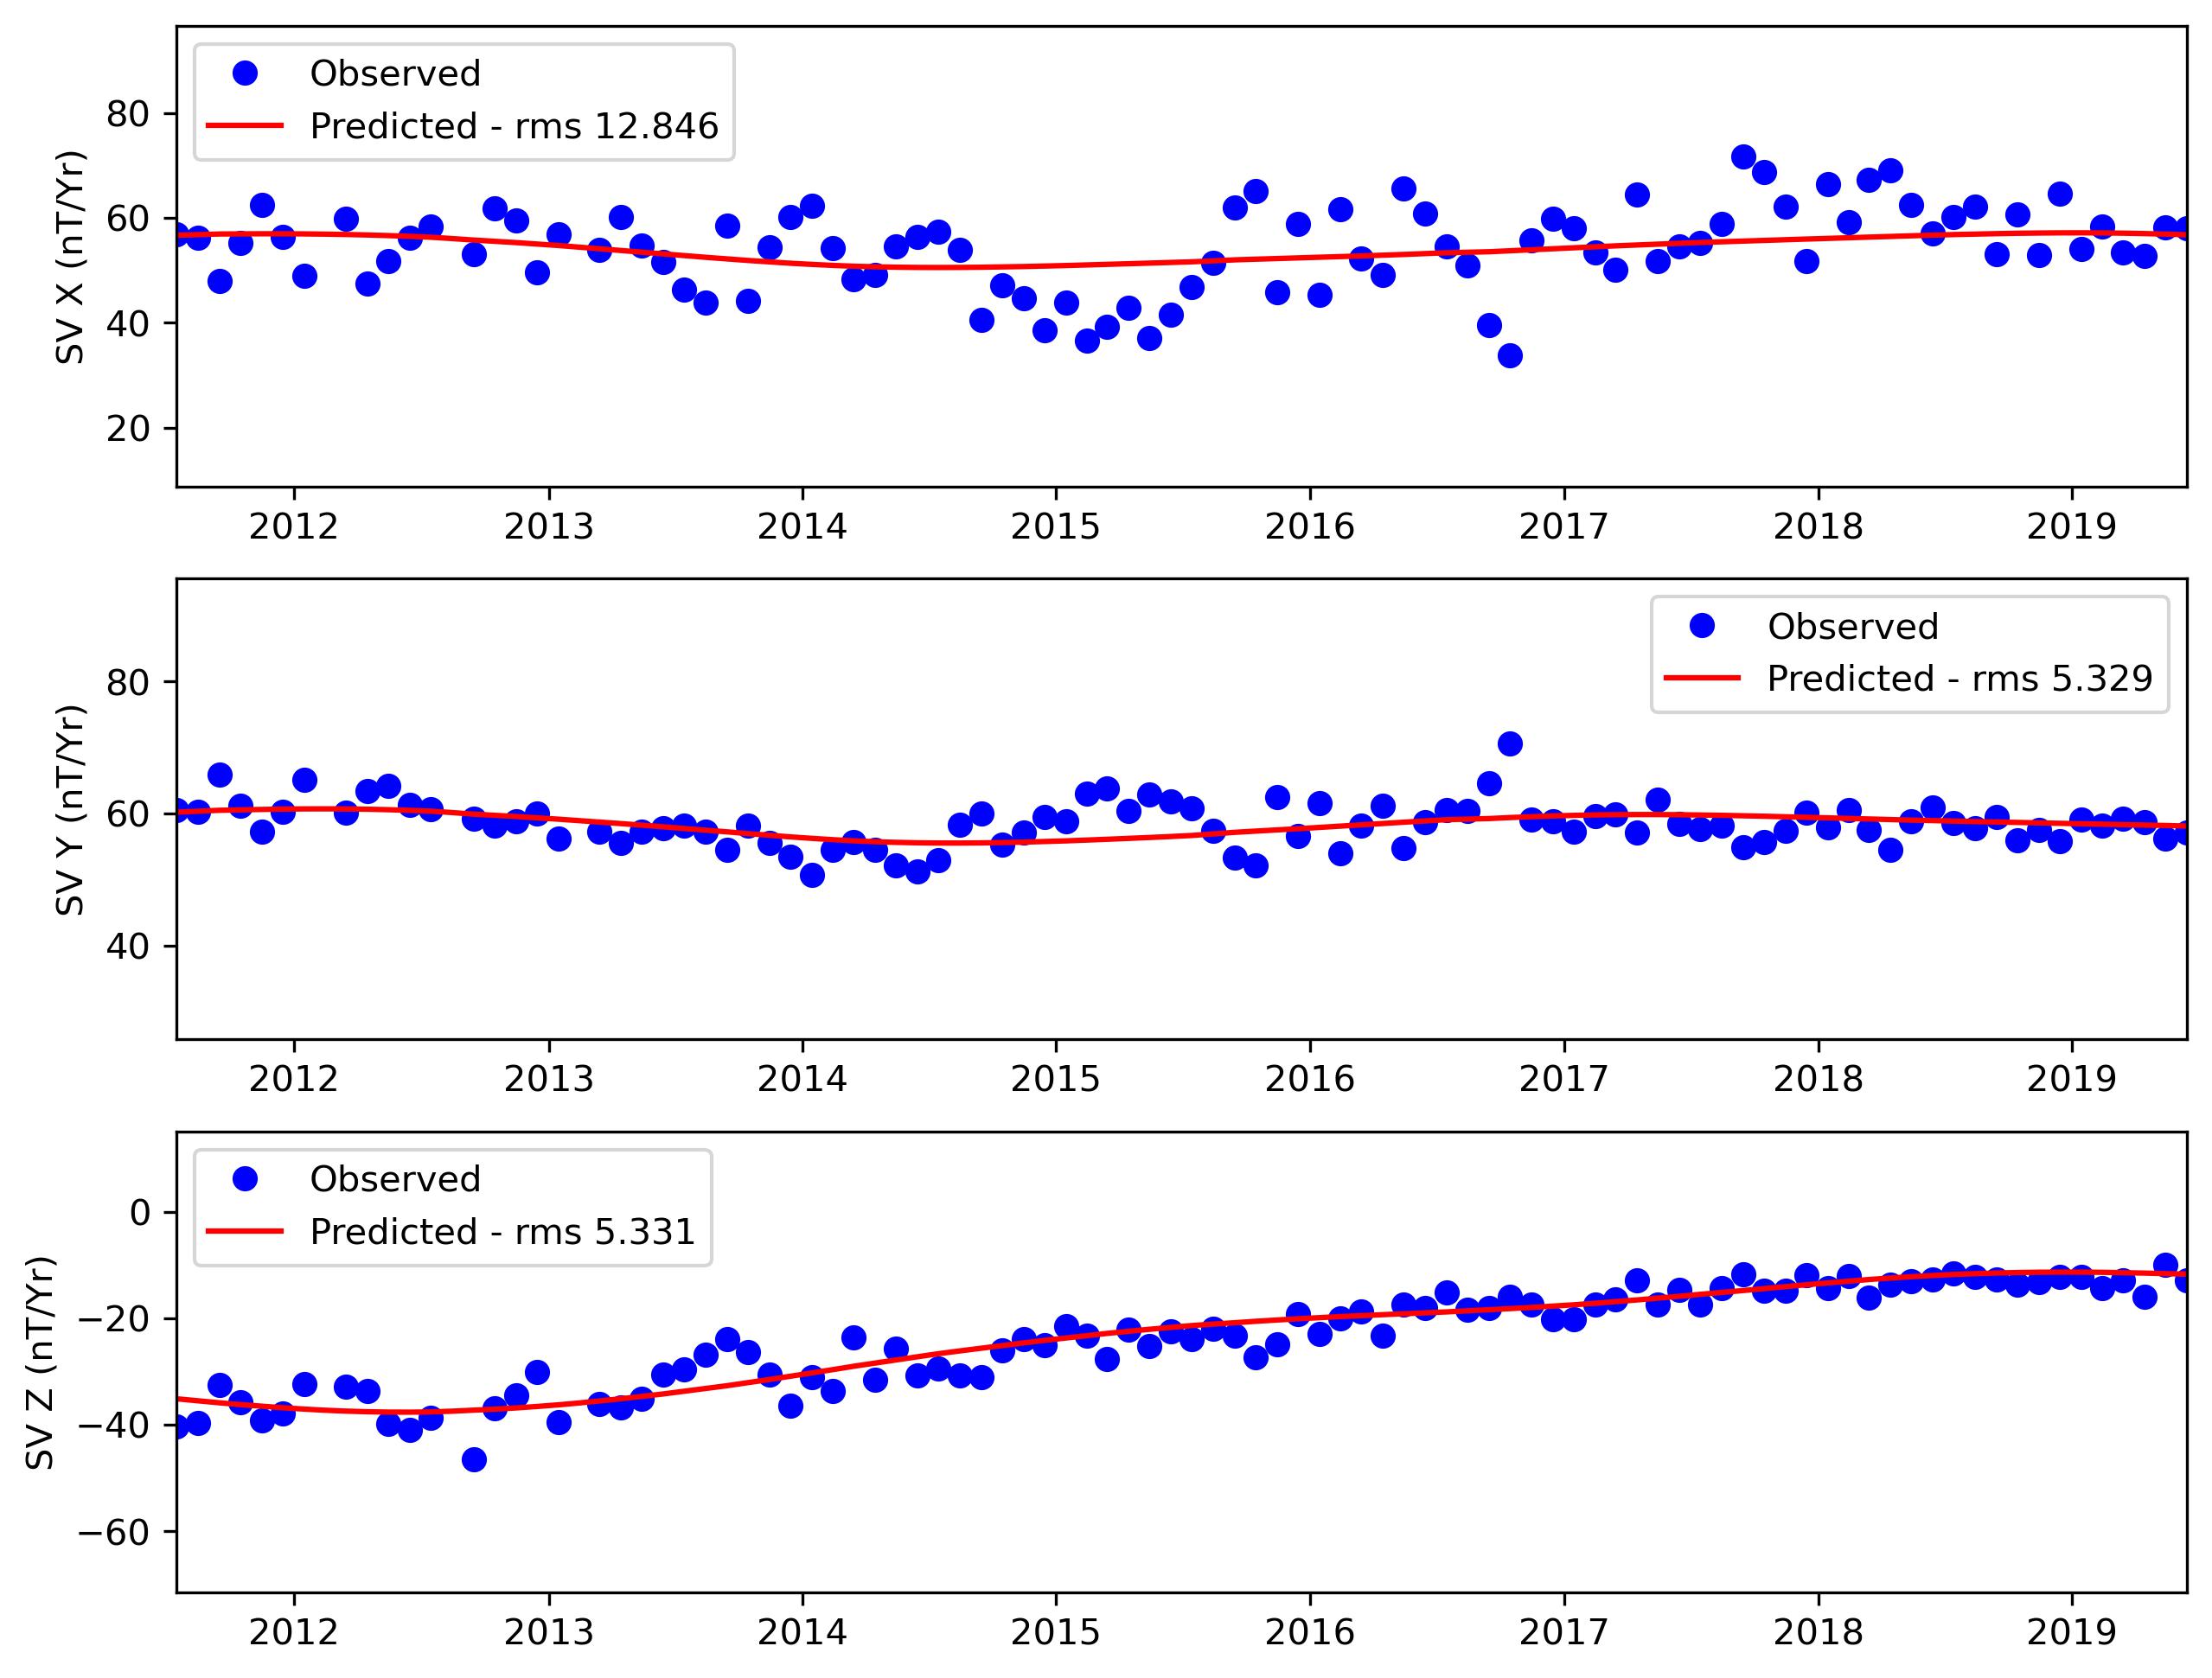 Observed
Predicted - rms 12.846
SV X (nT/Yr)
80
60
40
20
2012 2013 2014 2015 2016 2017 2018 2019
Observed
Predicted - rms 5.329
SV Y (nT/Yr)
80
60
40
2012 2013 2014 2015 2016 2017 2018 2019
Observed
Predicted - rms 5.331
SV Z (nT/Yr)
0
−20
−40
−60
2012 2013 2014 2015 2016 2017 2018 2019